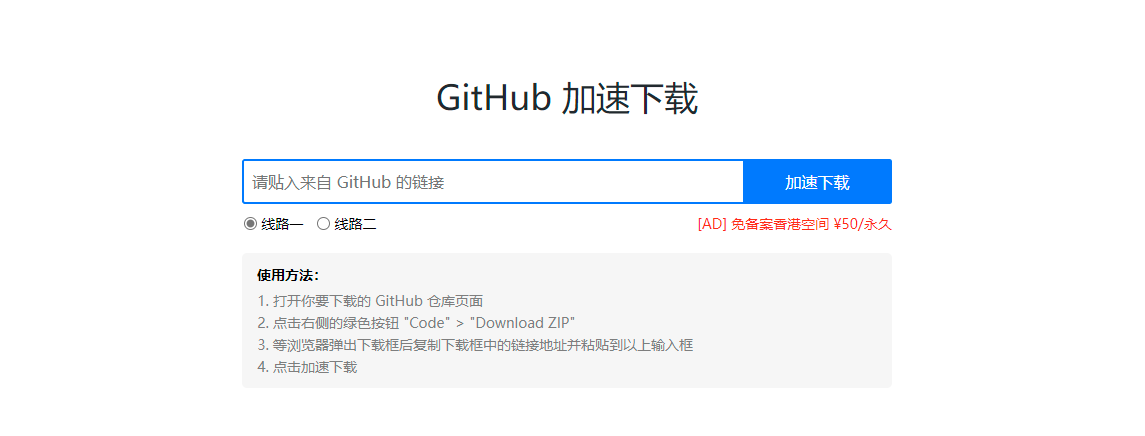 GitHub 加速下载
请贴入来自 GitHub 的链接
加速下载
线路一 线路二
[AD] 免备案香港空间 ¥50/永久
使用方法：
1. 打开你要下载的 GitHub 仓库页面
2. 点击右侧的绿色按钮 "Code" > "Download ZIP"
3. 等浏览器弹出下载框后复制下载框中的链接地址并粘贴到以上输入框
4. 点击加速下载